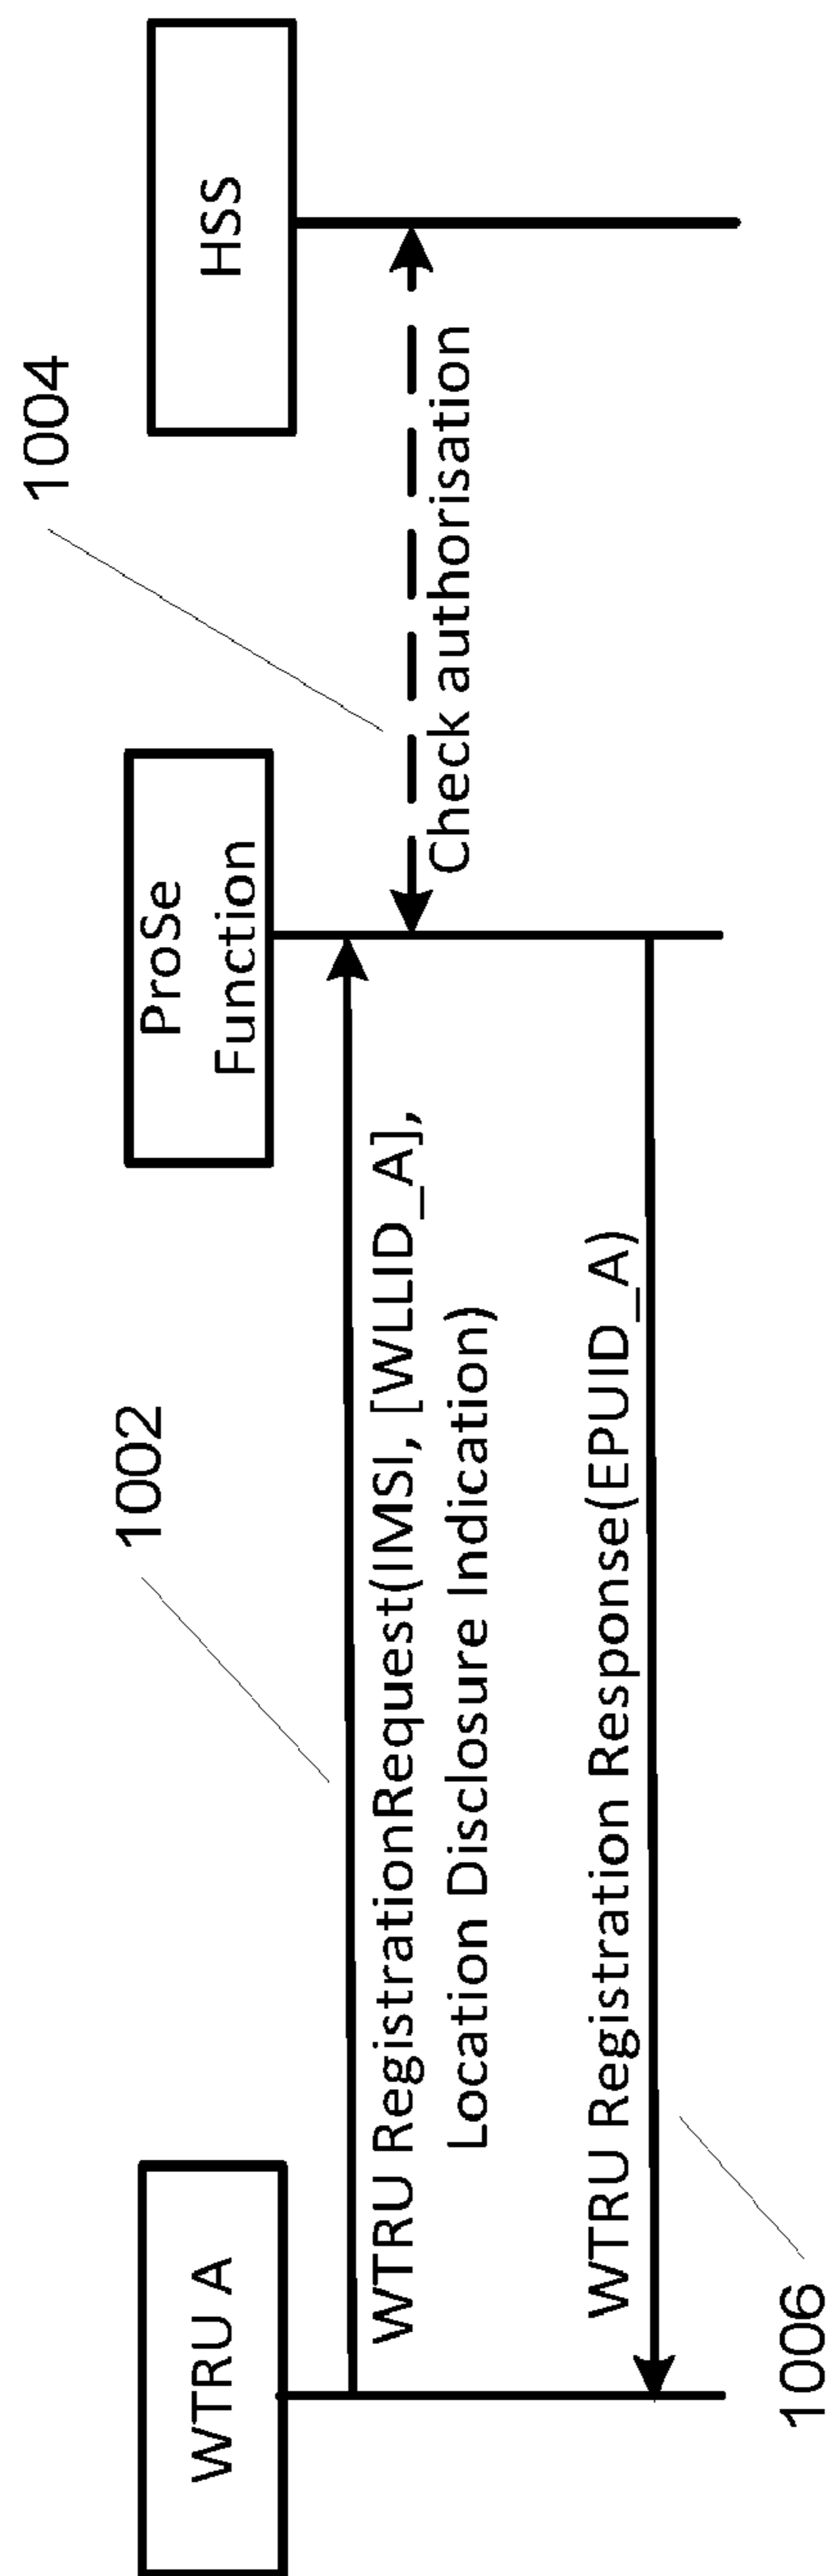 WTRU A
ProSe
Function
HSS
1002
1004
WTRU RegistrationRequest(IMSI, [WLLID_A],
Location Disclosure Indication)
Check authorisation
WTRU Registration Response(EPUID_A)
1006